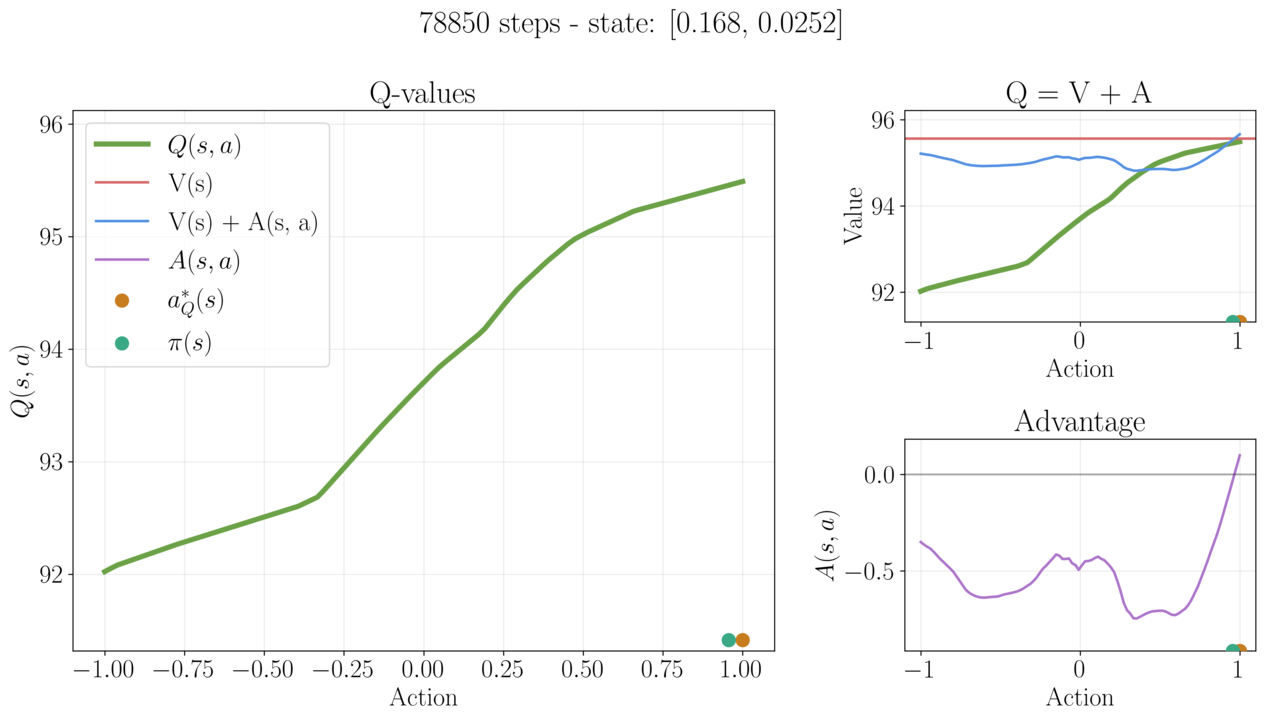 78850 steps - state: [0.168, 0.0252]
Q-values
Q(s, a)
96
95
94
93
92
Q(s, a)
V(s)
V(s) + A(s, a)
A(s, a)
a*_Q(s)
π(s)
−1.00 −0.75 −0.50 −0.25 0.00 0.25 0.50 0.75 1.00
Action
Q = V + A
Value
96
94
92
−1 0 1
Action
Advantage
A(s, a)
0.0
−0.5
−1 0 1
Action